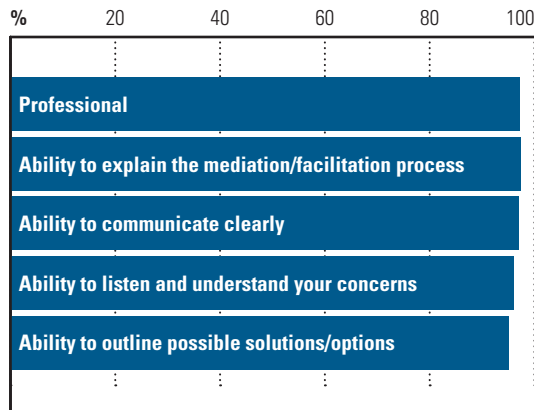 % 20 40 60 80 100
Professional
Ability to explain the mediation/facilitation process
Ability to communicate clearly
Ability to listen and understand your concerns
Ability to outline possible solutions/options